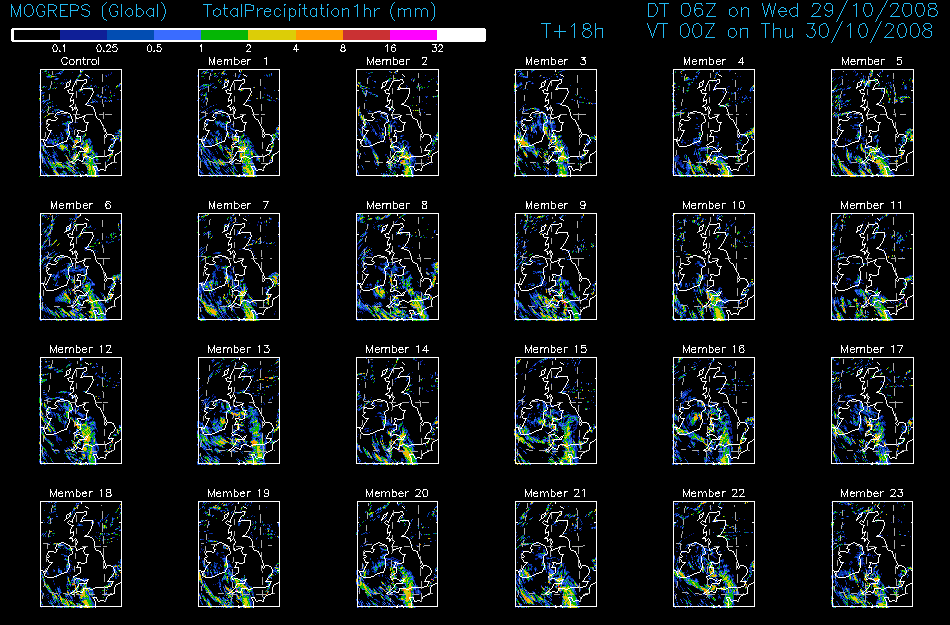 MOGREPS (Global) TotalPrecipitation1hr (mm)
DT 06Z on Wed 29/10/2008
T+18h
VT 00Z on Thu 30/10/2008
0.1 0.25 0.5 1 2 4 8 16 32
Control Member 1 Member 2 Member 3 Member 4 Member 5
Member 6 Member 7 Member 8 Member 9 Member 10 Member 11
Member 12 Member 13 Member 14 Member 15 Member 16 Member 17
Member 18 Member 19 Member 20 Member 21 Member 22 Member 23